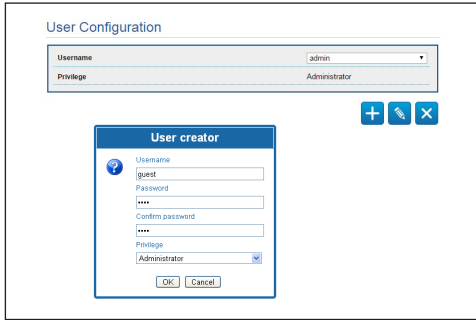 User Configuration
Username admin
Privilege Administrator
User creator
Username
guest
Password
••••
Confirm password
••••
Privilege
Administrator
OK Cancel